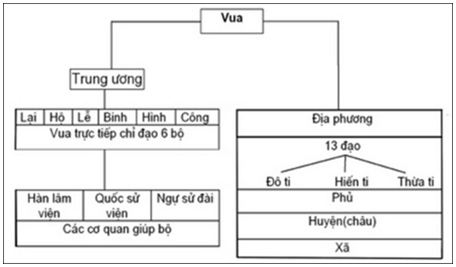 Vua
Trung ương
Lại Hộ Lễ Binh Hình Công
Vua trực tiếp chỉ đạo 6 bộ
Hàn lâm viện
Quốc sử viện
Ngự sử đài
Các cơ quan giúp bộ
Địa phương
13 đạo
Đô ti Hiến ti Thừa ti
Phủ
Huyện(châu)
Xã